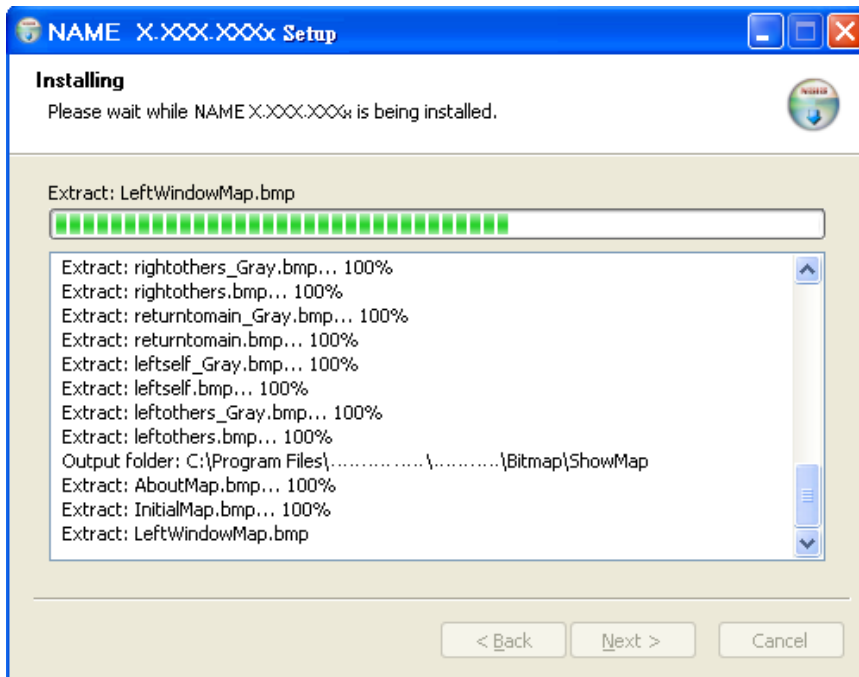 NAME X.XXX.XXXx Setup
Installing
Please wait while NAME X.XXX.XXXx is being installed.
Extract: LeftWindowMap.bmp
Extract: rightothers_Gray.bmp... 100%
Extract: rightothers.bmp... 100%
Extract: returntomain_Gray.bmp... 100%
Extract: returntomain.bmp... 100%
Extract: leftself_Gray.bmp... 100%
Extract: leftself.bmp... 100%
Extract: leftothers_Gray.bmp... 100%
Extract: leftothers.bmp... 100%
Output folder: C:\Program Files\...............\...........\Bitmap\ShowMap
Extract: AboutMap.bmp... 100%
Extract: InitialMap.bmp... 100%
Extract: LeftWindowMap.bmp
< Back
Next >
Cancel